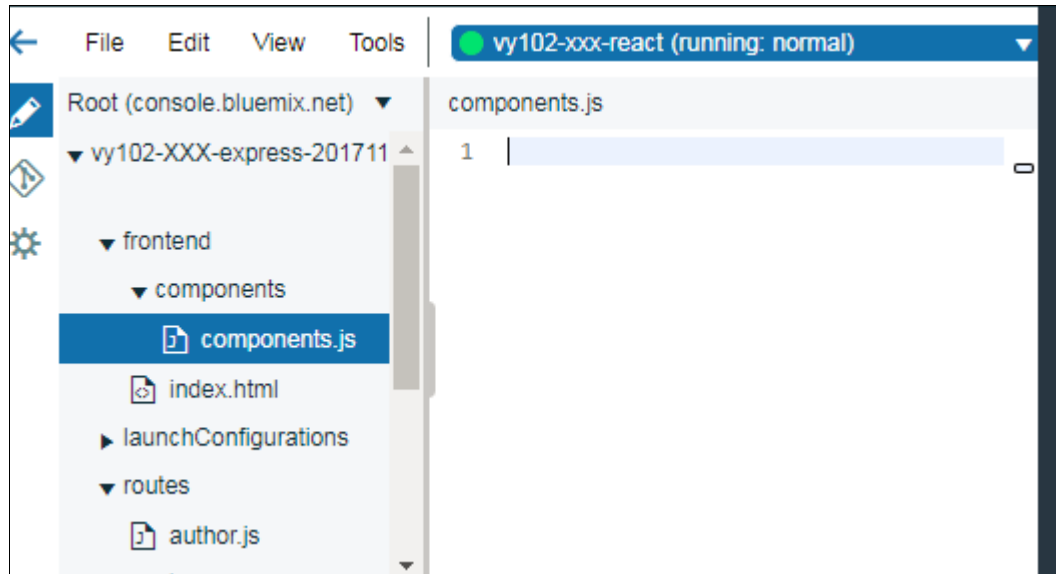 File Edit View Tools vy102-xxx-react (running: normal)
Root (console.bluemix.net)
vy102-XXX-express-201711
frontend
components
components.js
index.html
launchConfigurations
routes
author.js
components.js
1